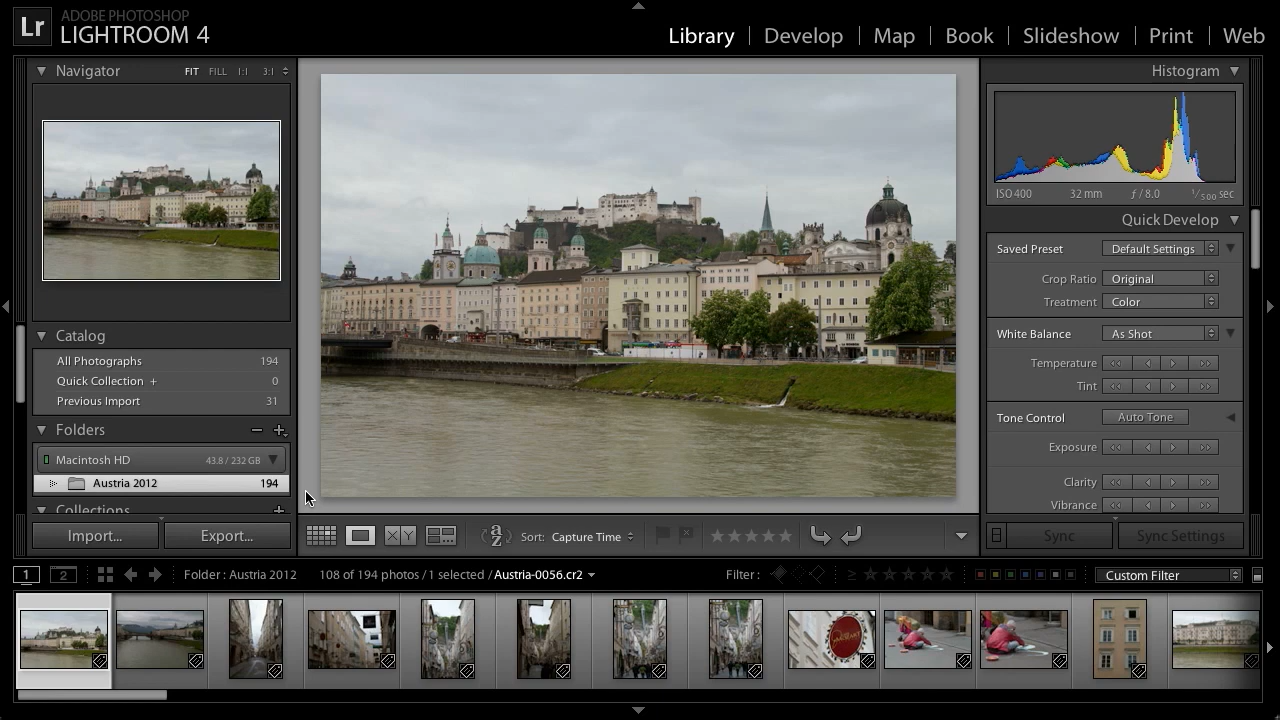 Lr
ADOBE PHOTOSHOP
LIGHTROOM 4
Library | Develop | Map | Book | Slideshow | Print | Web
Navigator FIT FILL 1:1 3:1
Catalog
All Photographs 194
Quick Collection + 0
Previous Import 31
Folders
Macintosh HD 43.8 / 232 GB
Austria 2012 194
Collections
Import... Export...
Sort: Capture Time
Histogram
ISO 400 32 mm ƒ / 8.0 1/500 sec
Quick Develop
Saved Preset Default Settings
Crop Ratio Original
Treatment Color
White Balance As Shot
Temperature
Tint
Tone Control Auto Tone
Exposure
Clarity
Vibrance
Sync Sync Settings
1 2 Folder : Austria 2012 108 of 194 photos / 1 selected / Austria-0056.cr2 Filter : Custom Filter